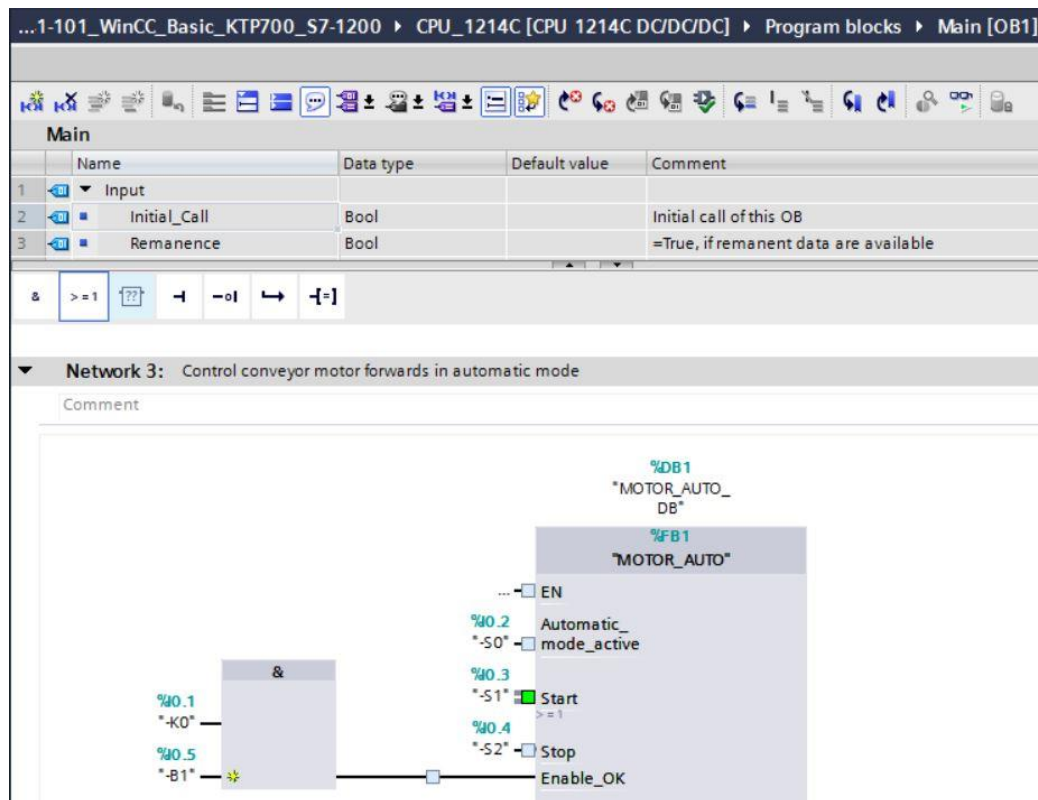 ...1-101_WinCC_Basic_KTP700_S7-1200 ▸ CPU_1214C [CPU 1214C DC/DC/DC] ▸ Program blocks ▸ Main [OB1]
Main
Name Data type Default value Comment
1 Input
2 Initial_Call Bool Initial call of this OB
3 Remanence Bool =True, if remanent data are available
& >=1 ?? -[=]
Network 3: Control conveyor motor forwards in automatic mode
Comment
%DB1
"MOTOR_AUTO_
DB"
%FB1
"MOTOR_AUTO"
... EN
%I0.2
"-S0"
Automatic_
mode_active
%I0.3
"-S1" Start
>=1
%I0.4
"-S2" Stop
&
%I0.1
"-K0"
%I0.5
"-B1"
Enable_OK